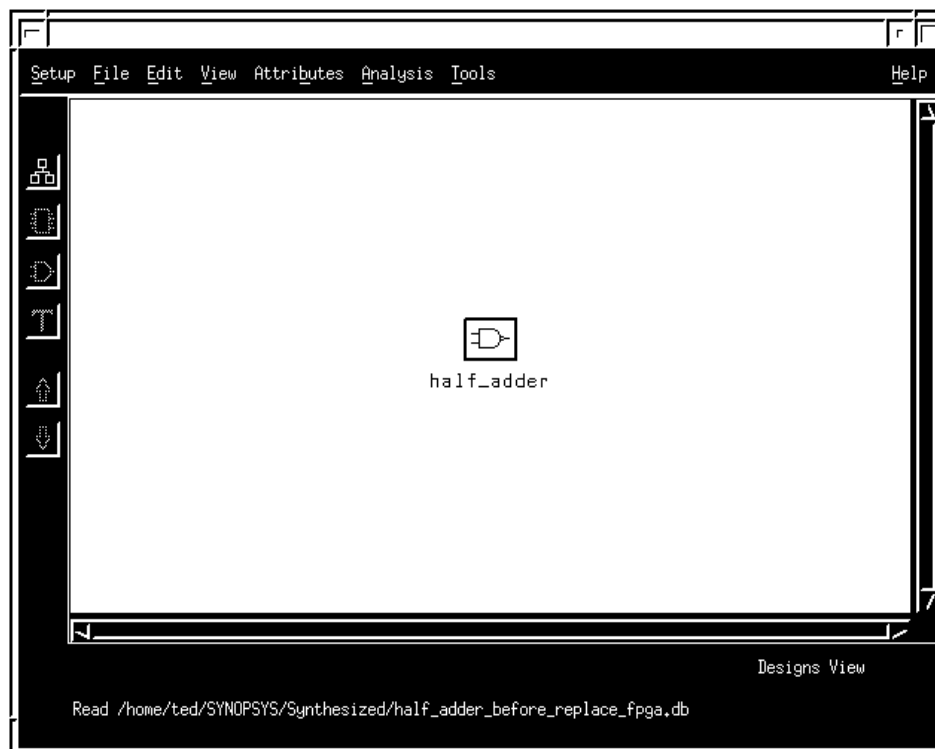 Setup File Edit View Attributes Analysis Tools Help
half_adder
Designs View
Read /home/ted/SYNOPSYS/Synthesized/half_adder_before_replace_fpga.db